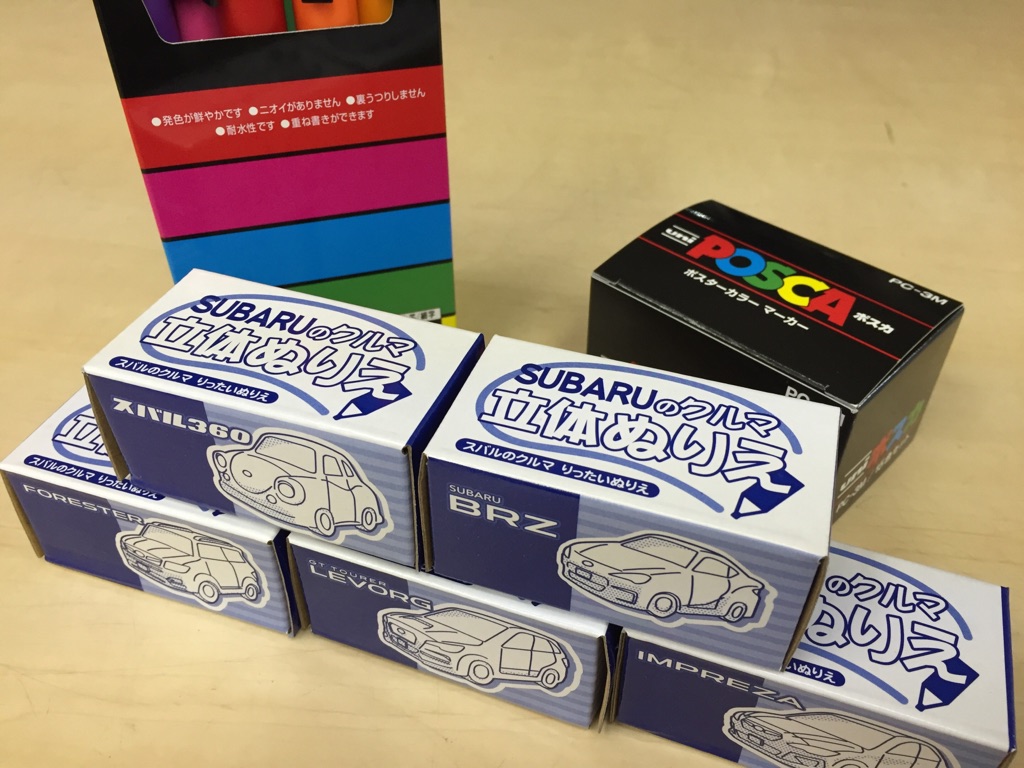 ●発色が鮮やかです ●ニオイがありません ●裏うつりしません
●耐水性です ●重ね書きができます
uni
POSCA ボスカ
ポスターカラー マーカー
PC-3M
SUBARUのクルマ
立体ぬりえ
スバルのクルマ りったいぬりえ
スバル360
SUBARUのクルマ
立体ぬりえ
スバルのクルマ りったいぬりえ
SUBARU
BRZ
立体
スバルのクルマ りったいぬりえ
FORESTER
GT TOURER
LEVORG
のクルマ
ぬりえ
ぬりえ
IMPREZA